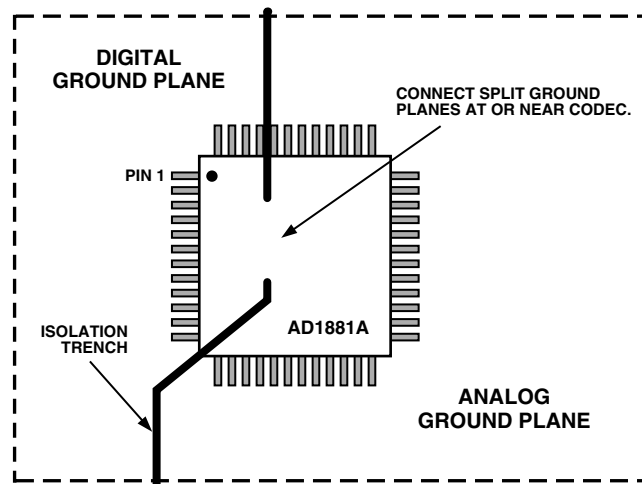 DIGITAL
GROUND PLANE
CONNECT SPLIT GROUND
PLANES AT OR NEAR CODEC.
PIN 1
ISOLATION
TRENCH
AD1881A
ANALOG
GROUND PLANE